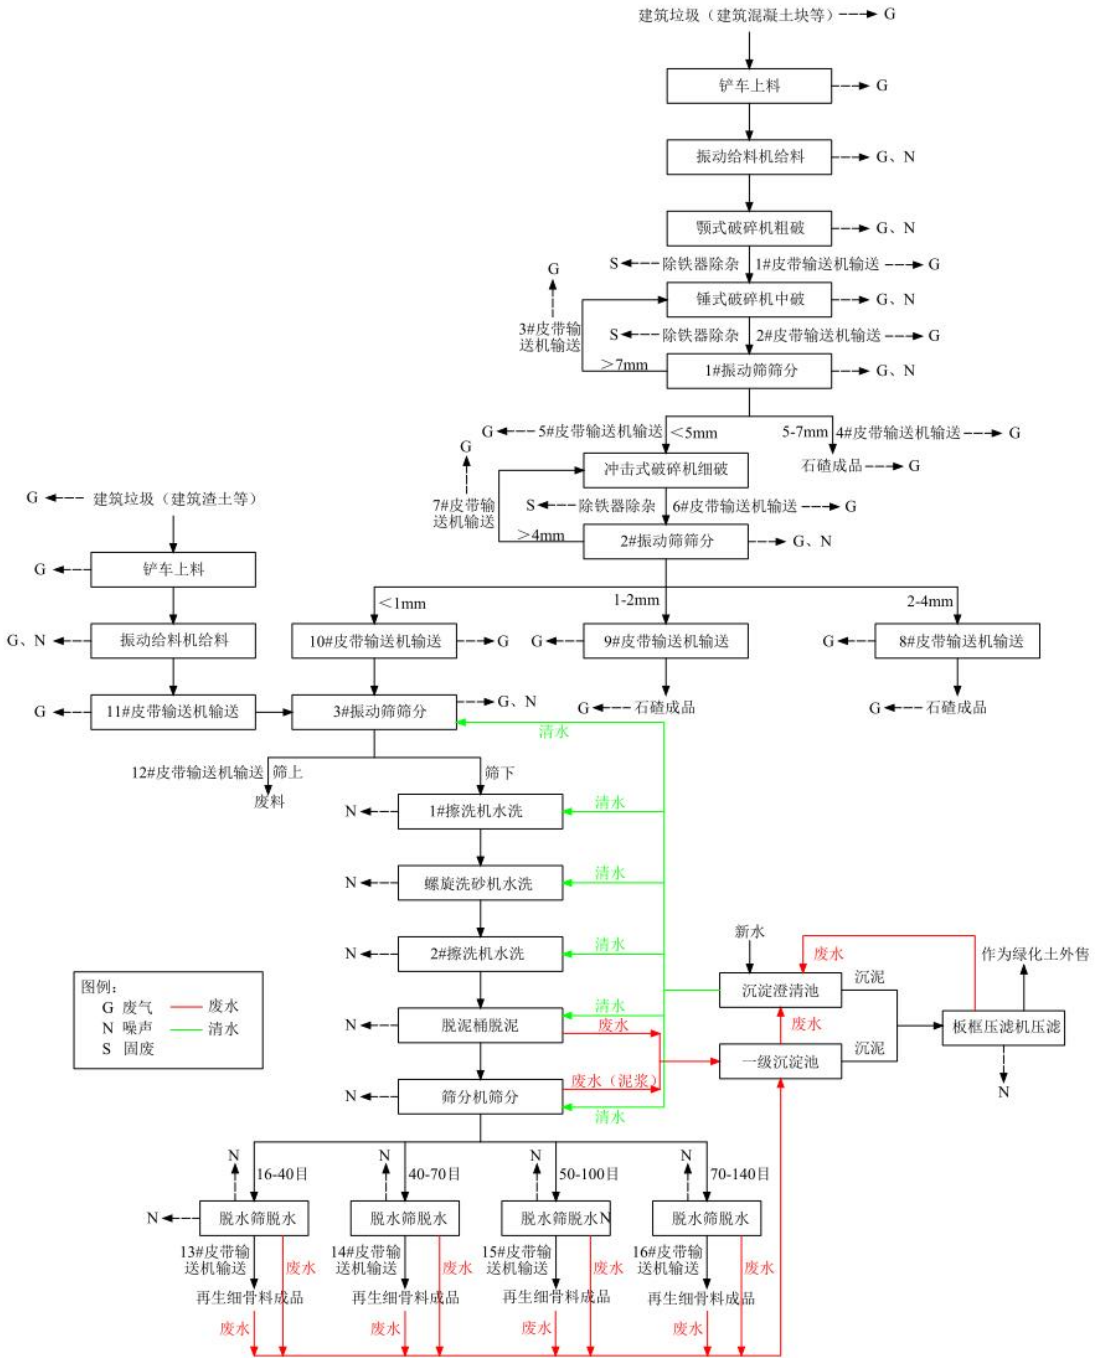 建筑垃圾（建筑混凝土块等） G
铲车上料 G
振动给料机给料 G、N
颚式破碎机粗破 G、N
S 除铁器除杂 1#皮带输送机输送 G
G
锤式破碎机中破 G、N
3#皮带输
送机输送
S 除铁器除杂 2#皮带输送机输送 G
＞7mm
1#振动筛筛分 G、N
G 5#皮带输送机输送 ＜5mm
5-7mm 4#皮带输送机输送 G
G
冲击式破碎机细破
石碴成品 G
7#皮带输
送机输送
S 除铁器除杂 6#皮带输送机输送 G
＞4mm
2#振动筛筛分 G、N
G 建筑垃圾（建筑渣土等）
G 铲车上料
G、N 振动给料机给料
G 11#皮带输送机输送
＜1mm
1-2mm
2-4mm
10#皮带输送机输送 G
G 9#皮带输送机输送
G 8#皮带输送机输送
3#振动筛筛分 G、N
G 石碴成品
G 石碴成品
清水
12#皮带输送机输送 筛上
废料
筛下
N 1#擦洗机水洗
清水
N 螺旋洗砂机水洗
清水
N 2#擦洗机水洗
清水
新水
废水
作为绿化土外售
沉淀澄清池
沉泥
N 脱泥桶脱泥
清水
废水
废水
板框压滤机压滤
N
一级沉淀池
沉泥
N 筛分机筛分
废水（泥浆）
清水
图例：
G 废气 废水
N 噪声 清水
S 固废
N 16-40目
N 40-70目
N 50-100目
N 70-140目
N 脱水筛脱水
脱水筛脱水
脱水筛脱水N
脱水筛脱水
13#皮带输
送机输送
废水
14#皮带输
送机输送
废水
15#皮带输
送机输送
废水
16#皮带输
送机输送
废水
再生细骨料成品
再生细骨料成品
再生细骨料成品
再生细骨料成品
废水
废水
废水
废水